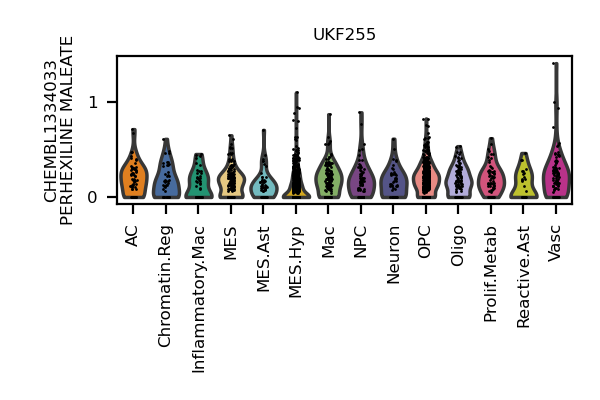 UKF255
CHEMBL1334033
PERHEXILINE MALEATE
1
0
AC
Chromatin.Reg
Inflammatory.Mac
MES
MES.Ast
MES.Hyp
Mac
NPC
Neuron
OPC
Oligo
Prolif.Metab
Reactive.Ast
Vasc